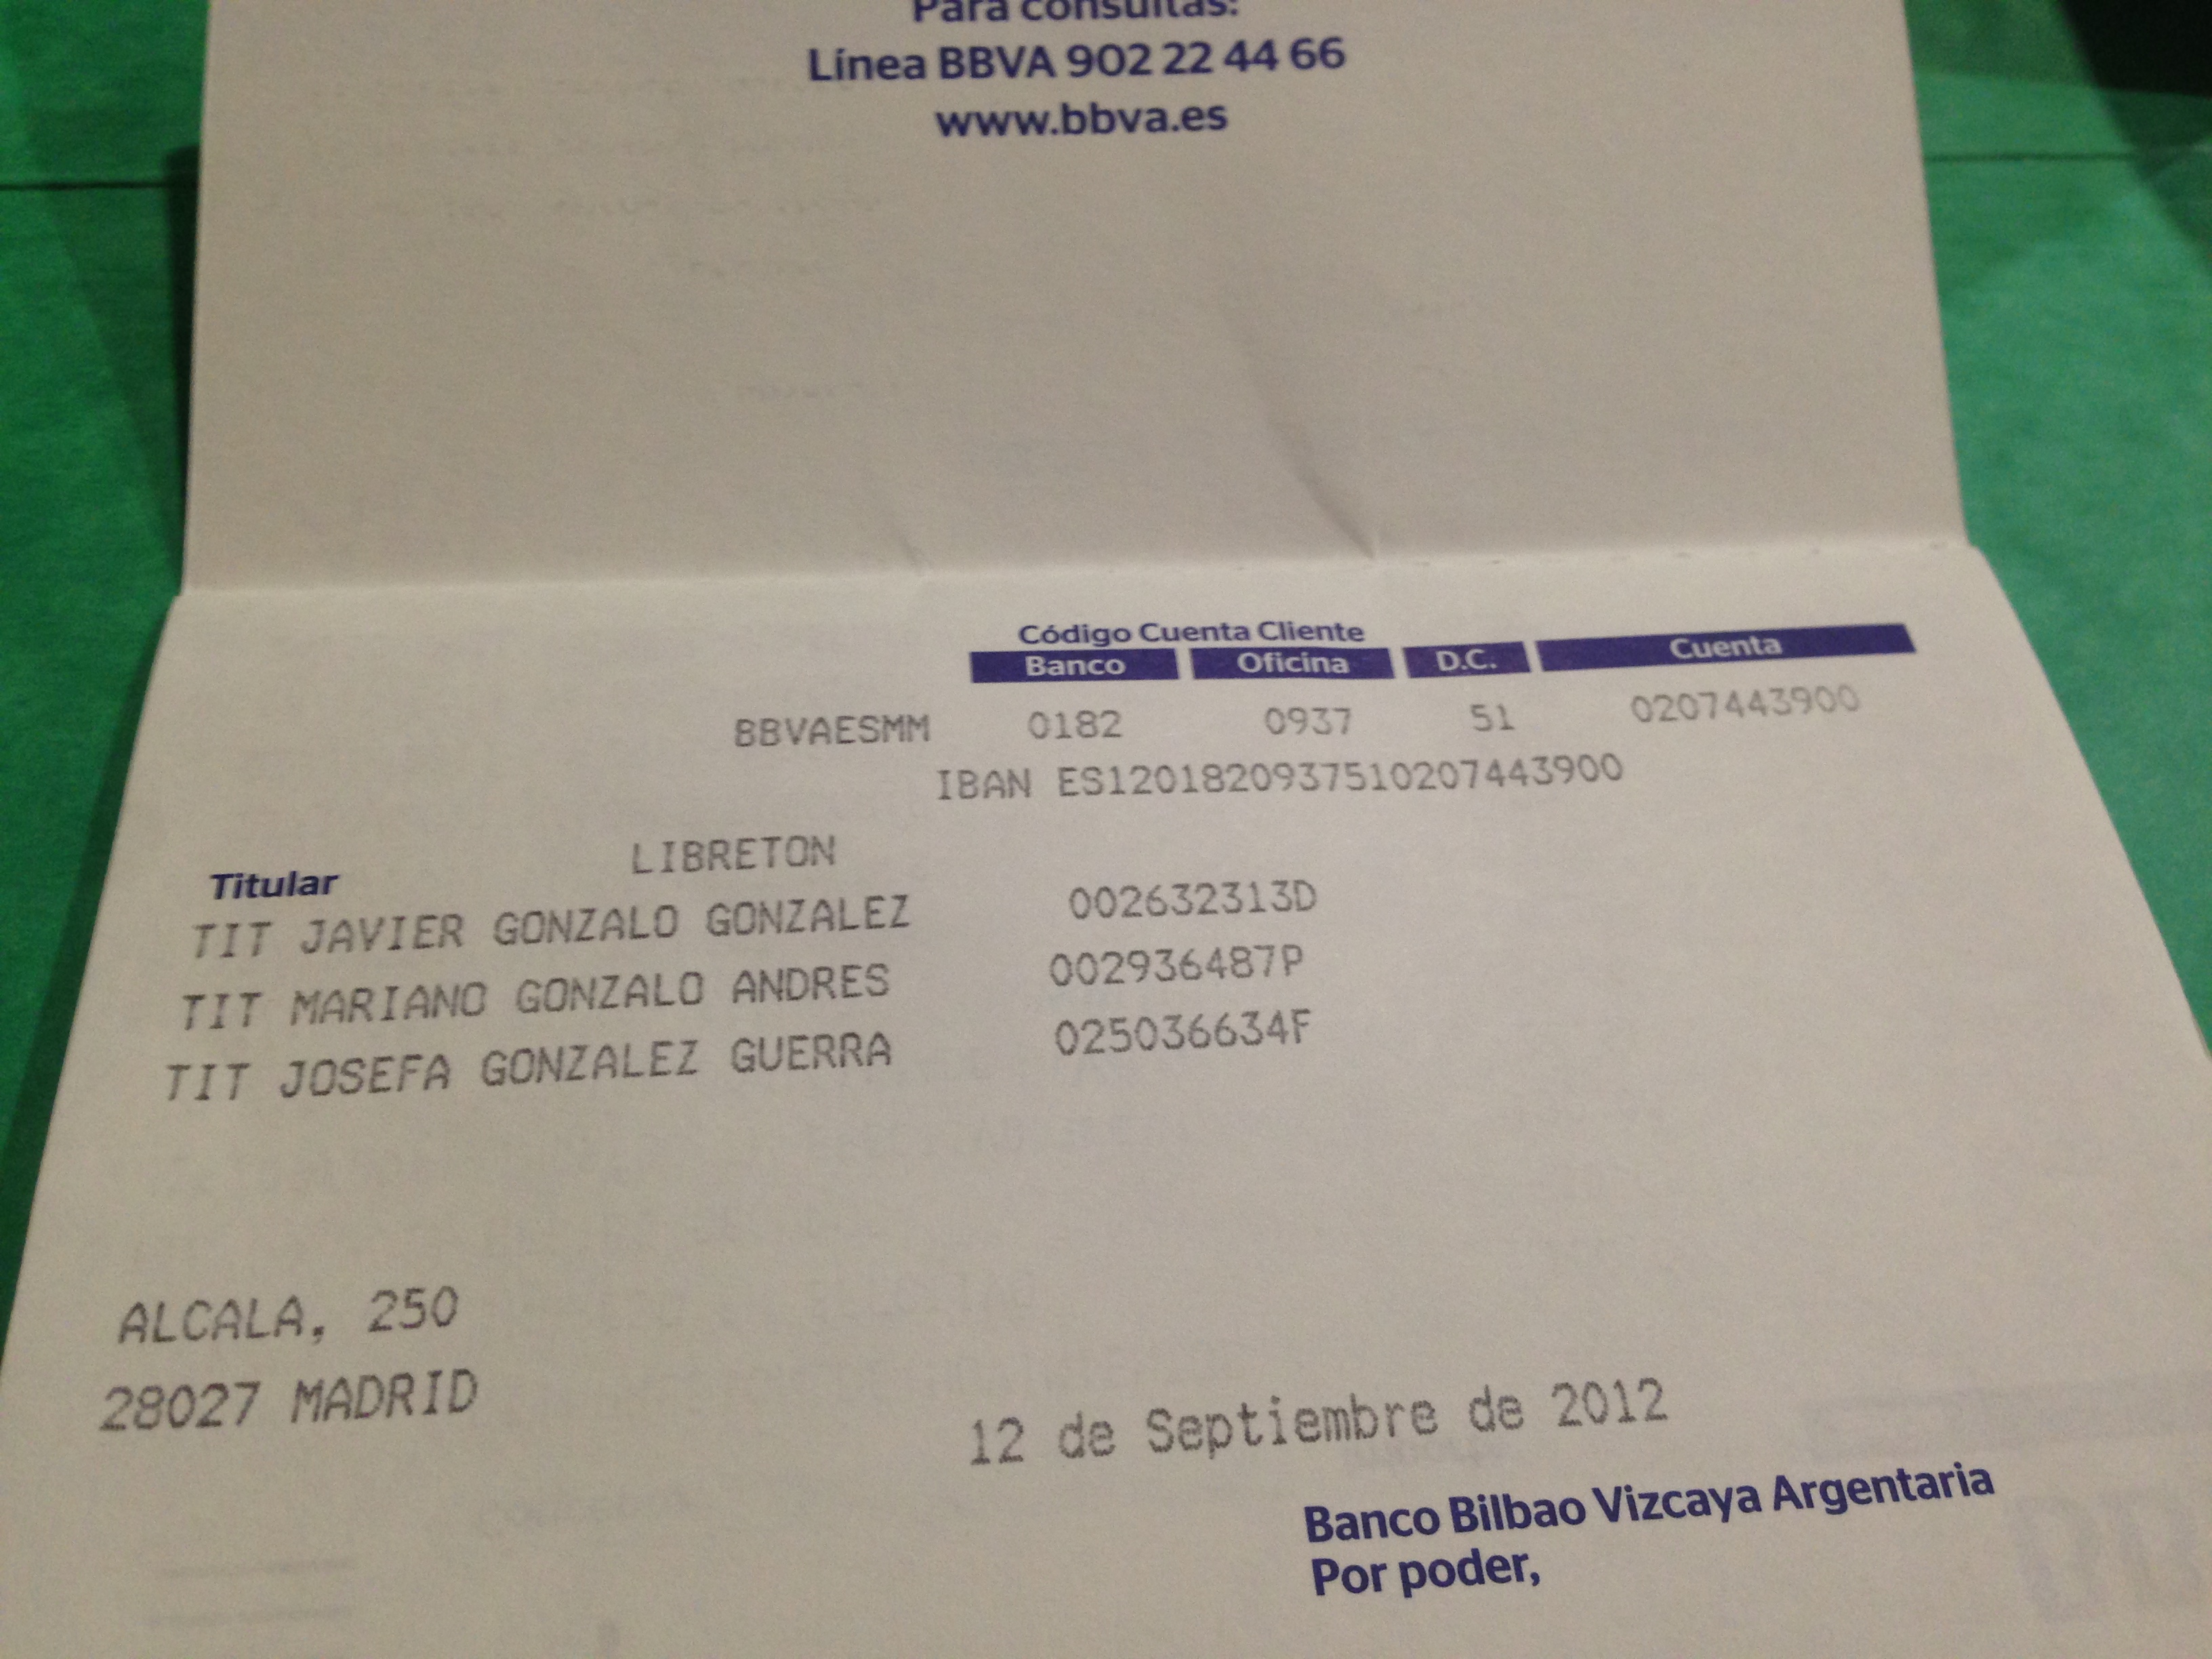 Para consultas:
Línea BBVA 902 22 44 66
www.bbva.es
Código Cuenta Cliente
Banco Oficina D.C. Cuenta
BBVAESMM 0182 0937 51 0207443900
IBAN ES1201820937510207443900
LIBRETON
Titular
TIT JAVIER GONZALO GONZALEZ 002632313D
TIT MARIANO GONZALO ANDRES 002936487P
TIT JOSEFA GONZALEZ GUERRA 025036634F
ALCALA, 250
28027 MADRID
12 de Septiembre de 2012
Banco Bilbao Vizcaya Argentaria
Por poder,